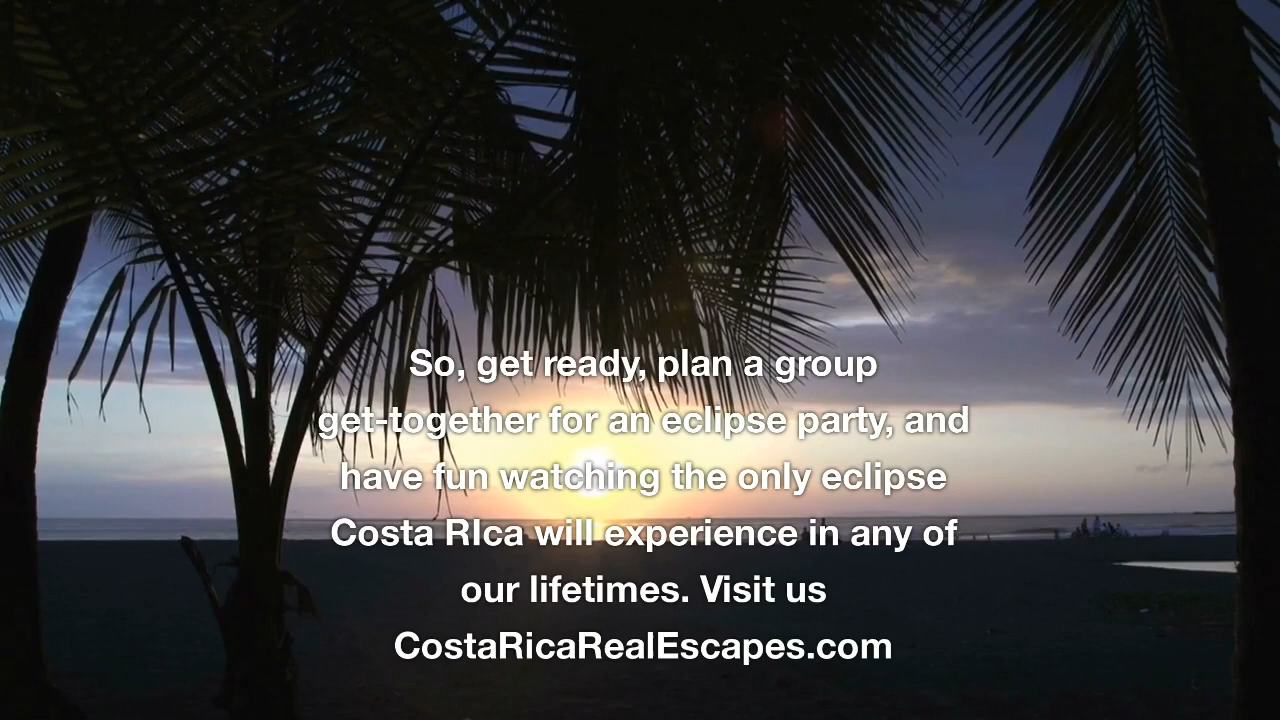 So, get ready, plan a group
get-together for an eclipse party, and
have fun watching the only eclipse
Costa RIca will experience in any of
our lifetimes. Visit us
CostaRicaRealEscapes.com